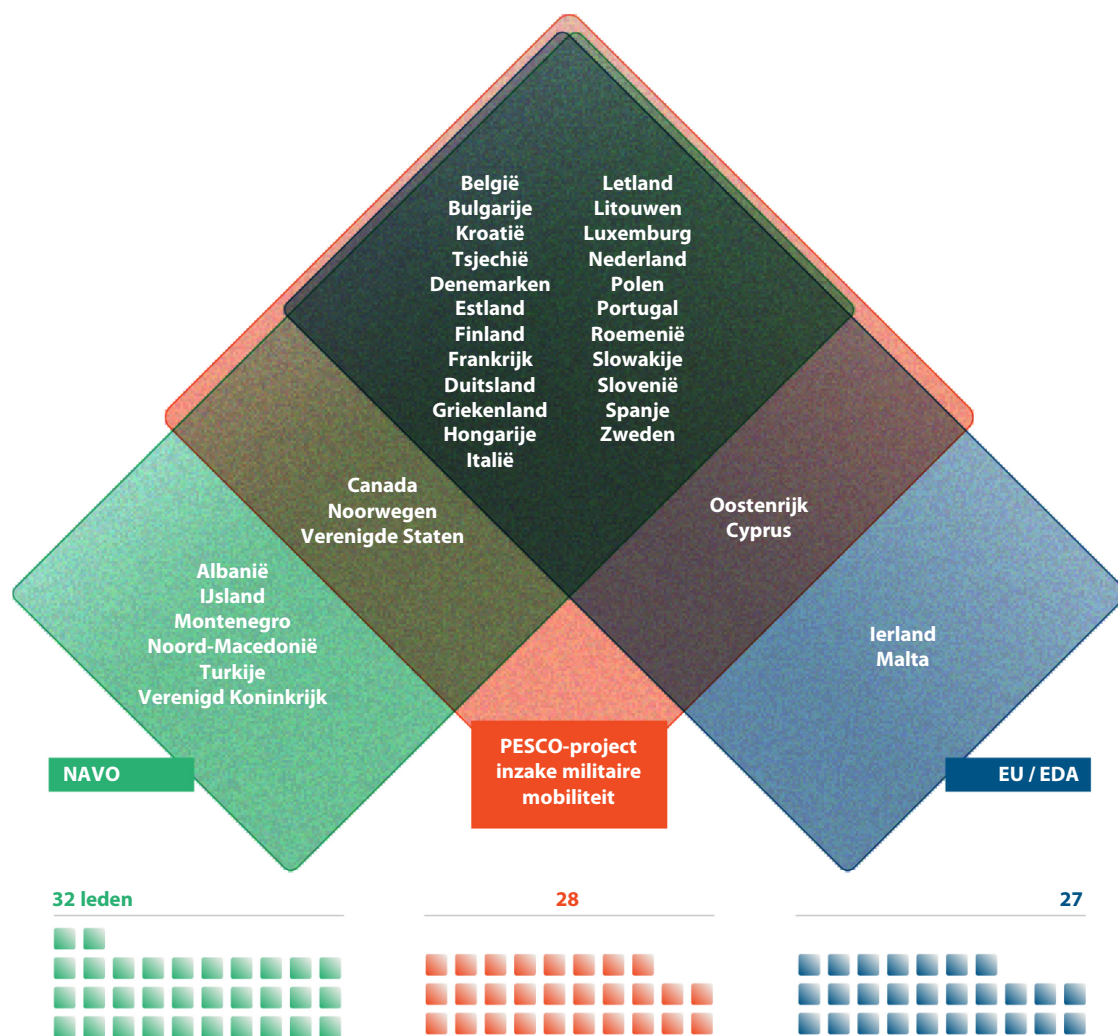 België
Bulgarije
Kroatië
Tsjechië
Denemarken
Estland
Finland
Frankrijk
Duitsland
Griekenland
Hongarije
Italië
Letland
Litouwen
Luxemburg
Nederland
Polen
Portugal
Roemenië
Slowakije
Slovenië
Spanje
Zweden
Canada
Noorwegen
Verenigde Staten
Oostenrijk
Cyprus
Albanië
IJsland
Montenegro
Noord-Macedonië
Turkije
Verenigd Koninkrijk
Ierland
Malta
NAVO
PESCO-project
inzake militaire
mobiliteit
EU / EDA
32 leden
28
27